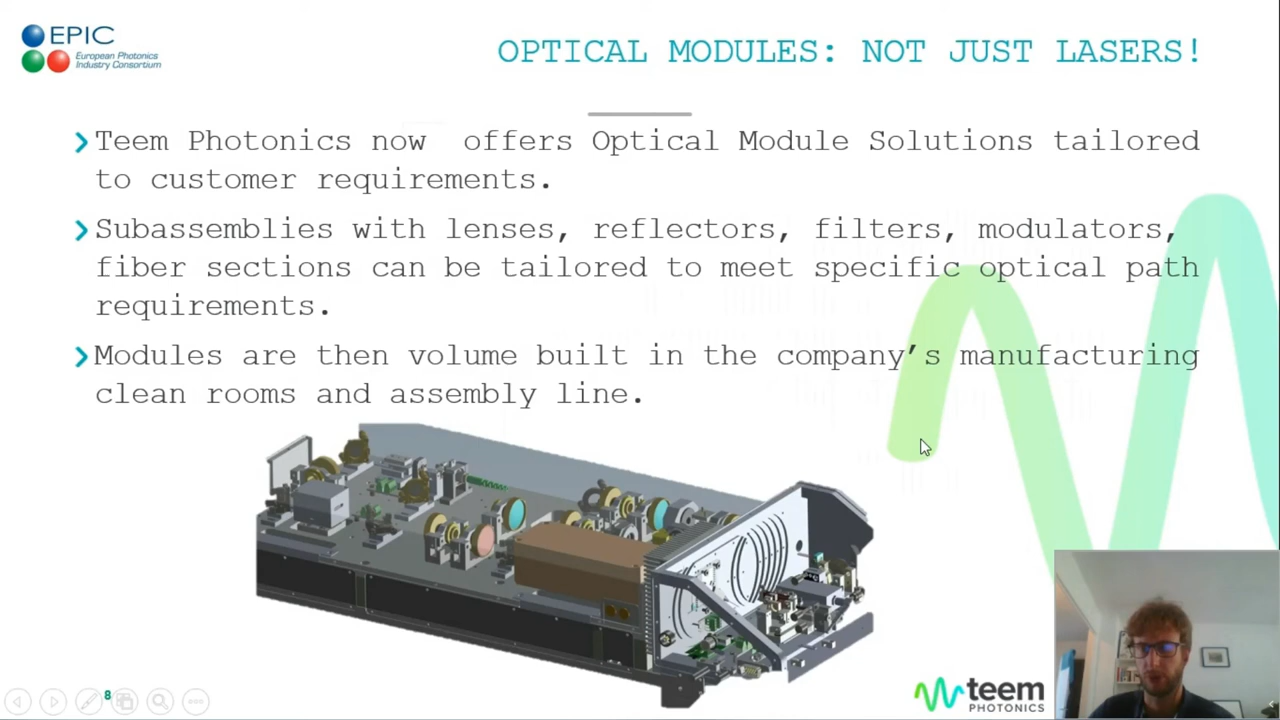 EPIC
European Photonics
Industry Consortium
OPTICAL MODULES: NOT JUST LASERS!
Teem Photonics now  offers Optical Module Solutions tailored
to customer requirements.
Subassemblies with lenses, reflectors, filters, modulators,
fiber sections can be tailored to meet specific optical path
requirements.
Modules are then volume built in the company’s manufacturing
clean rooms and assembly line.
8
teem
PHOTONICS